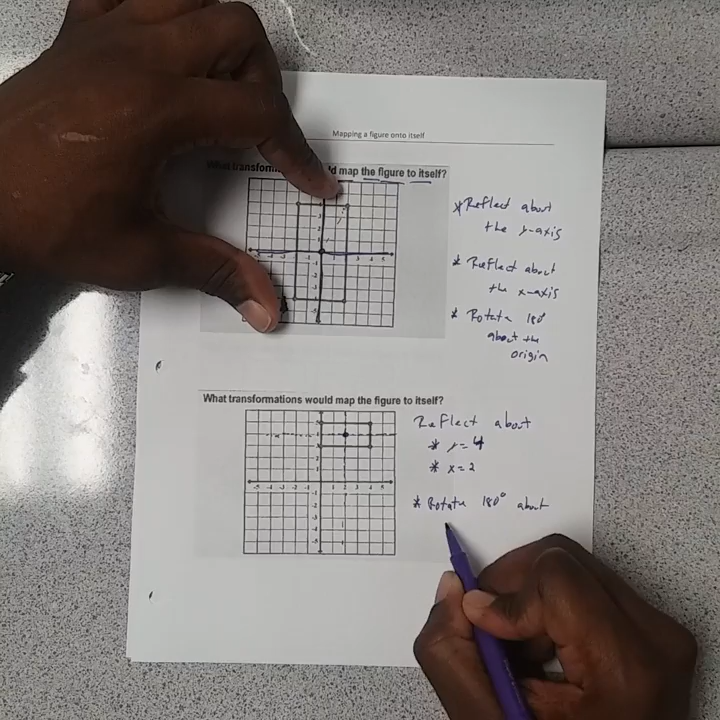 Mapping a figure onto itself
What transform ld map the figure to itself?
*Reflect about
the y-axis
* Reflect about
the x-axis
* Rotate 180°
about the
origin
What transformations would map the figure to itself?
Reflect about
* y=4
* x=2
* Rotate 180° about